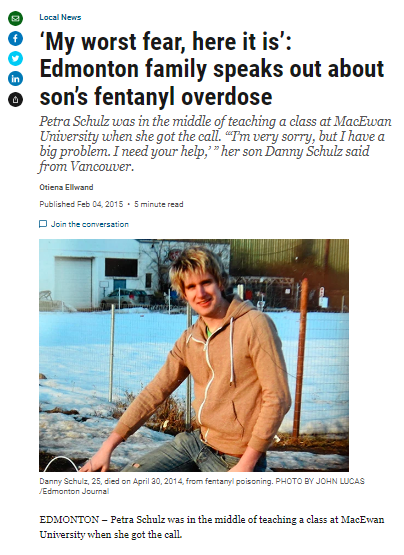 Local News
‘My worst fear, here it is’:
Edmonton family speaks out about
son’s fentanyl overdose
Petra Schulz was in the middle of teaching a class at MacEwan
University when she got the call. “I’m very sorry, but I have a
big problem. I need your help,’ ” her son Danny Schulz said
from Vancouver.
Otiena Ellwand
Published Feb 04, 2015 • 5 minute read
Join the conversation
Danny Schulz, 25, died on April 30, 2014, from fentanyl poisoning. PHOTO BY JOHN LUCAS
/Edmonton Journal
EDMONTON – Petra Schulz was in the middle of teaching a class at MacEwan
University when she got the call.